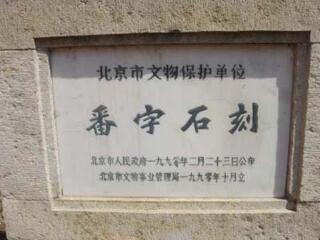 北京市文物保护单位
番字石刻
北京市人民政府一九九〇年二月二十三日公布
北京市文物事业管理局一九九〇年十月立